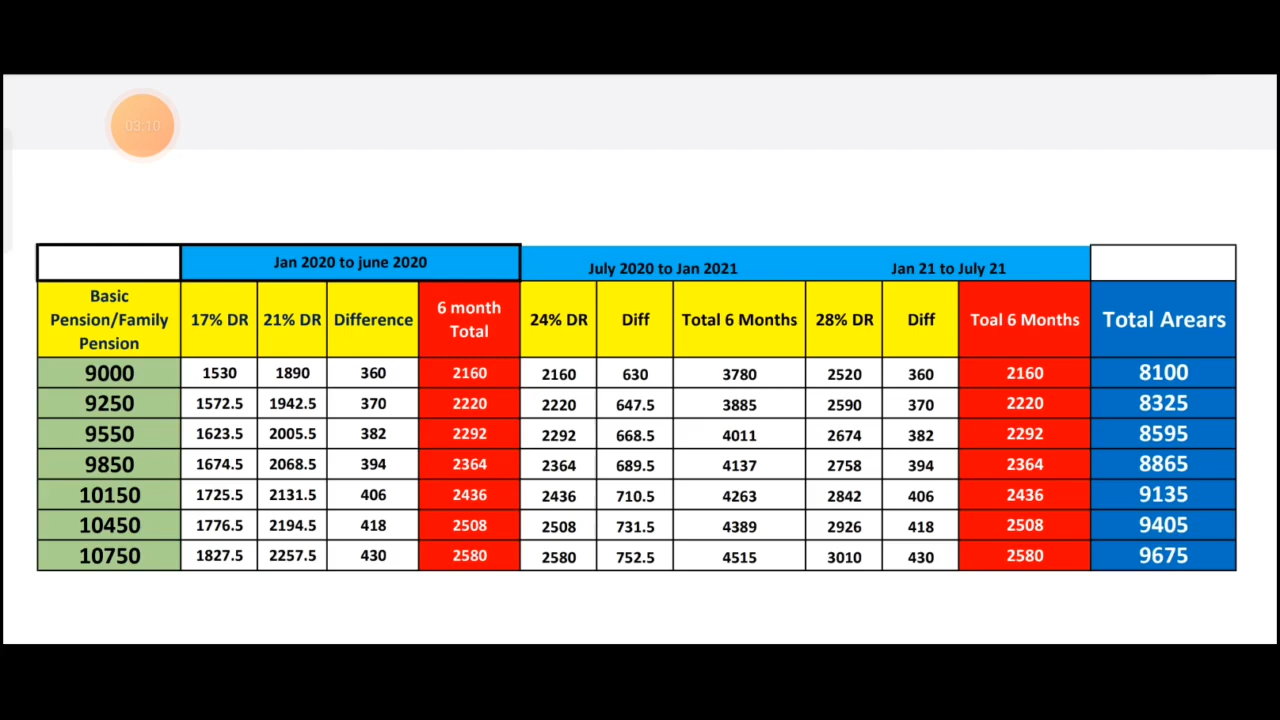 03:10
Jan 2020 to june 2020 July 2020 to Jan 2021 Jan 21 to July 21
Basic Pension/Family Pension 17% DR 21% DR Difference 6 month Total 24% DR Diff Total 6 Months 28% DR Diff Toal 6 Months Total Arears
9000 1530 1890 360 2160 2160 630 3780 2520 360 2160 8100
9250 1572.5 1942.5 370 2220 2220 647.5 3885 2590 370 2220 8325
9550 1623.5 2005.5 382 2292 2292 668.5 4011 2674 382 2292 8595
9850 1674.5 2068.5 394 2364 2364 689.5 4137 2758 394 2364 8865
10150 1725.5 2131.5 406 2436 2436 710.5 4263 2842 406 2436 9135
10450 1776.5 2194.5 418 2508 2508 731.5 4389 2926 418 2508 9405
10750 1827.5 2257.5 430 2580 2580 752.5 4515 3010 430 2580 9675